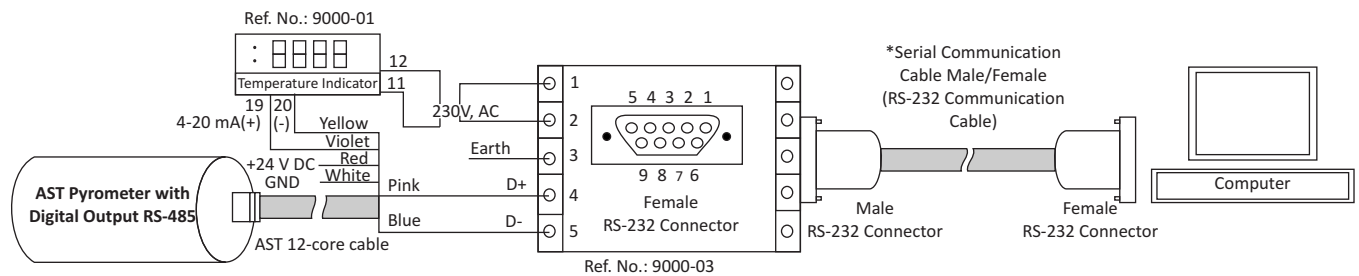 Ref. No.: 9000-01
Temperature Indicator
12
11
19 20
4-20 mA(+) (-)
230V, AC
Yellow
Violet
Red
White
+24 V DC
GND
Pink
Blue
D+
D-
Earth
AST Pyrometer with
Digital Output RS-485
AST 12-core cable
1
2
3
4
5
5 4 3 2 1
9 8 7 6
Female
RS-232 Connector
Ref. No.: 9000-03
*Serial Communication
Cable Male/Female
(RS-232 Communication
Cable)
Male
RS-232 Connector
Female
RS-232 Connector
Computer